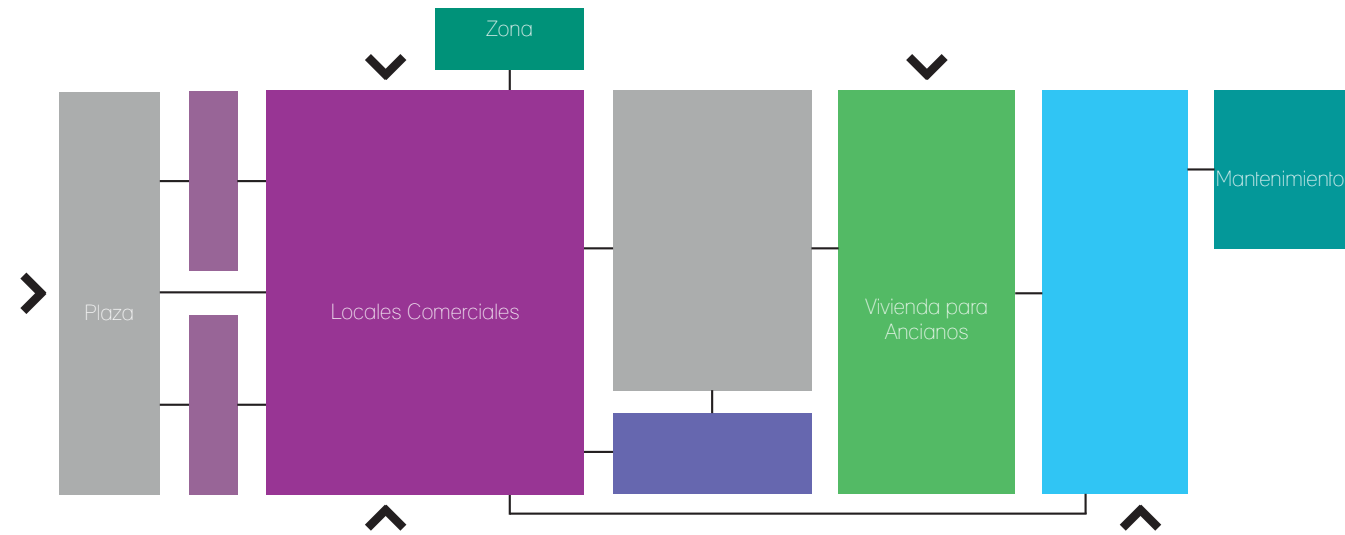 Zona
Mantenimiento
Plaza
Locales Comerciales
Vivienda para
Ancianos